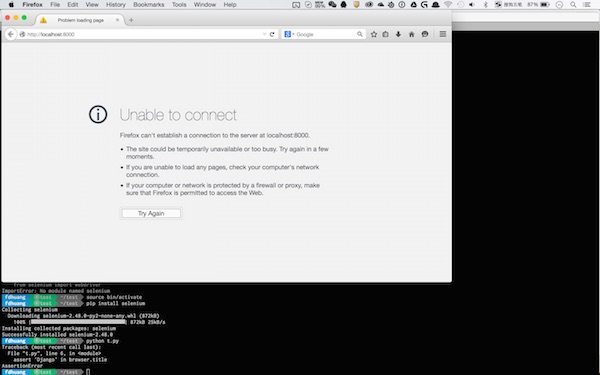 Firefox File Edit View History Bookmarks Tools Window Help
87%
Problem loading page
http://localhost:8000
Google
Unable to connect
Firefox can't establish a connection to the server at localhost:8000.
The site could be temporarily unavailable or too busy. Try again in a few
moments.
If you are unable to load any pages, check your computer's network
connection.
If your computer or network is protected by a firewall or proxy, make
sure that Firefox is permitted to access the Web.
Try Again
from selenium import webdriver
ImportError: No module named selenium
fdhuang test ~/test source bin/activate
fdhuang test ~/test pip install selenium
Collecting selenium
Downloading selenium-2.48.0-py2-none-any.whl (872kB)
100% 872kB 25kB/s
Installing collected packages: selenium
Successfully installed selenium-2.48.0
fdhuang test ~/test python t.py
Traceback (most recent call last):
File "t.py", line 6, in <module>
assert 'Django' in browser.title
AssertionError
fdhuang test ~/test